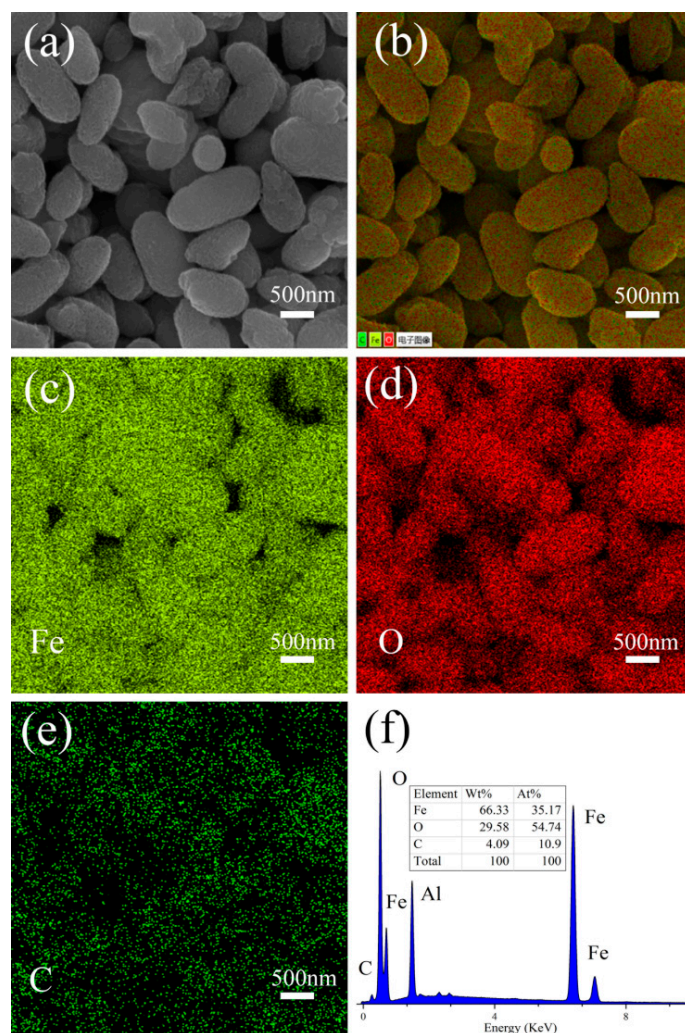 (a)
500nm
(b)
500nm
C Fe O 电子图像
(c)
Fe
500nm
(d)
O
500nm
(e)
C
500nm
(f)
O
Element Wt% At%
Fe 66.33 35.17
O 29.58 54.74
C 4.09 10.9
Total 100 100
Fe
Fe
Al
Fe
C
0 4 8
Energy (KeV)